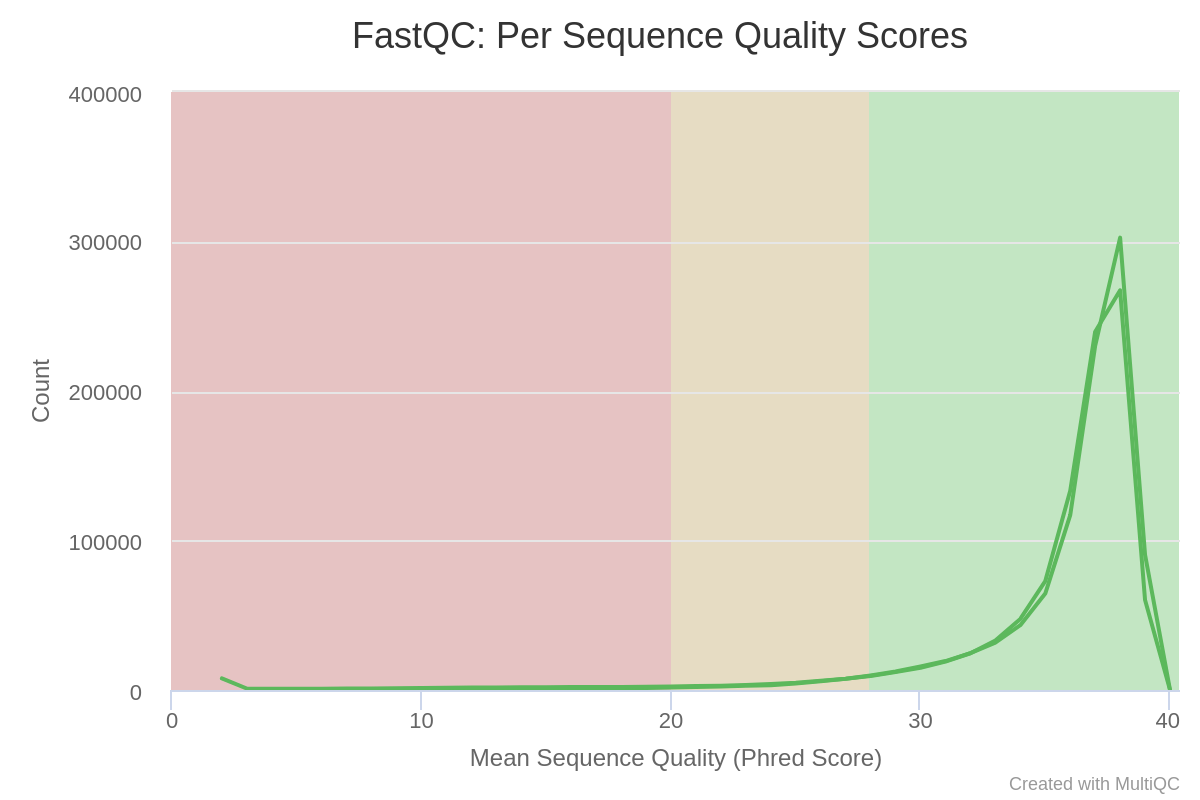 FastQC: Per Sequence Quality Scores
400000
300000
200000
100000
0
Count
0 10 20 30 40
Mean Sequence Quality (Phred Score)
Created with MultiQC